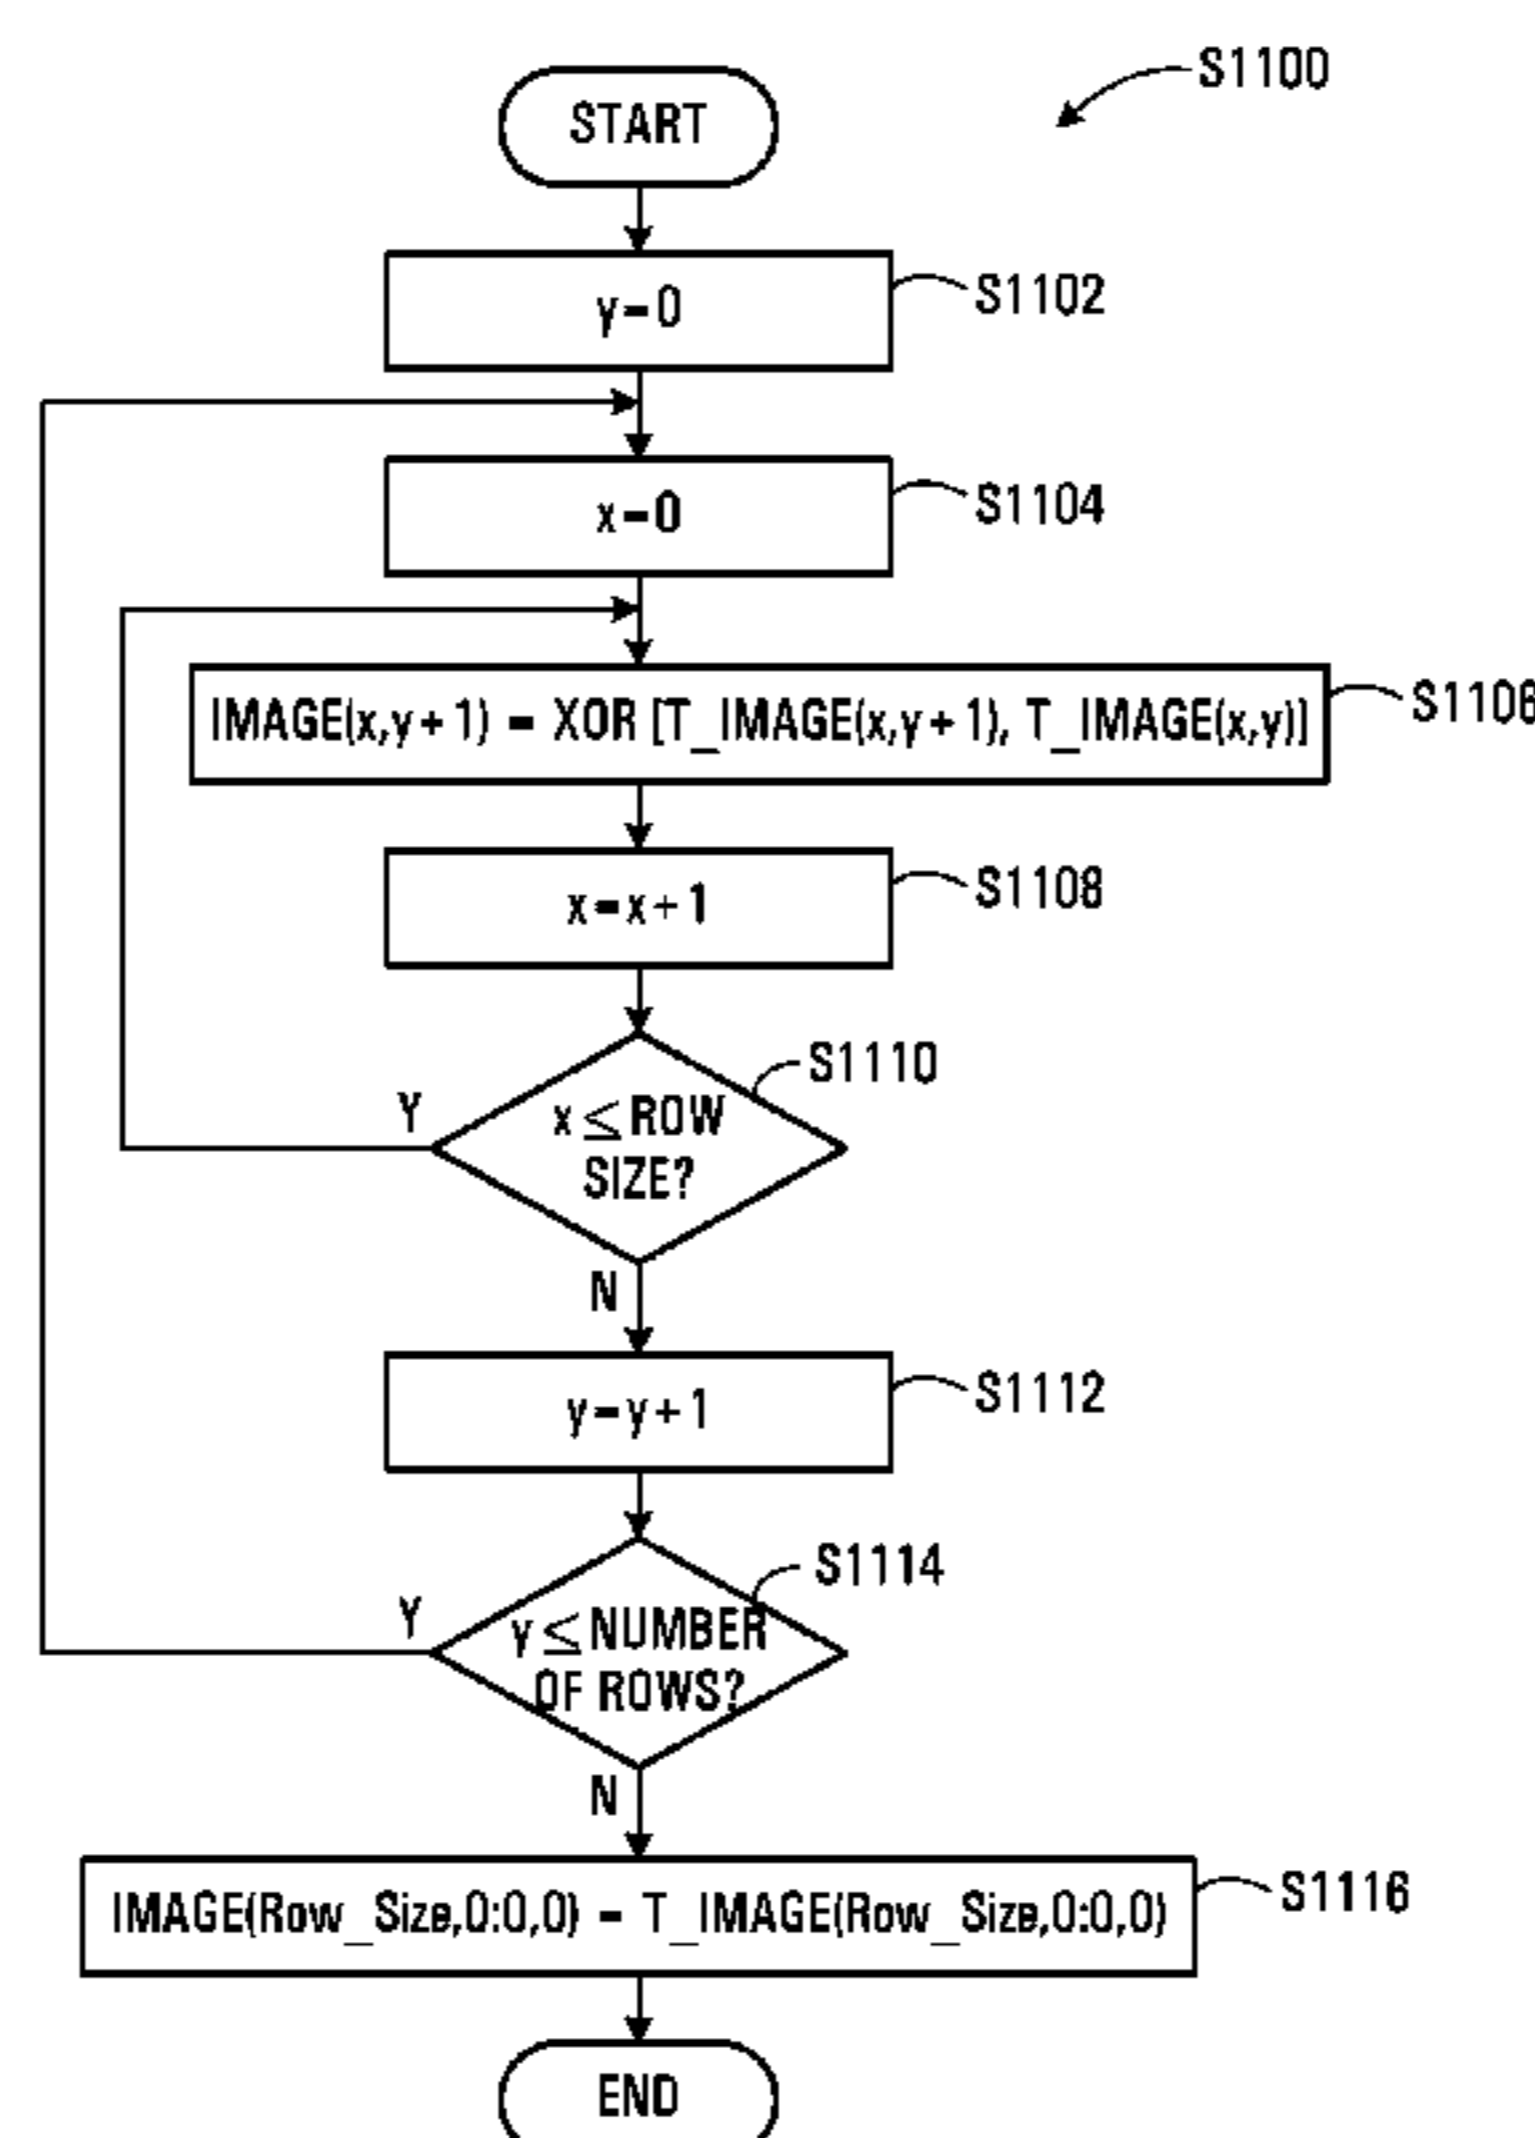 S1100
START
y=0
S1102
x=0
S1104
IMAGE(x,y+1) = XOR [T_IMAGE(x,y+1), T_IMAGE(x,y)]
S1106
x=x+1
S1108
S1110
Y
x≤ROW
SIZE?
N
y=y+1
S1112
S1114
Y
y≤NUMBER
OF ROWS?
N
IMAGE(Row_Size,0:0,0) = T_IMAGE(Row_Size,0:0,0)
S1116
END